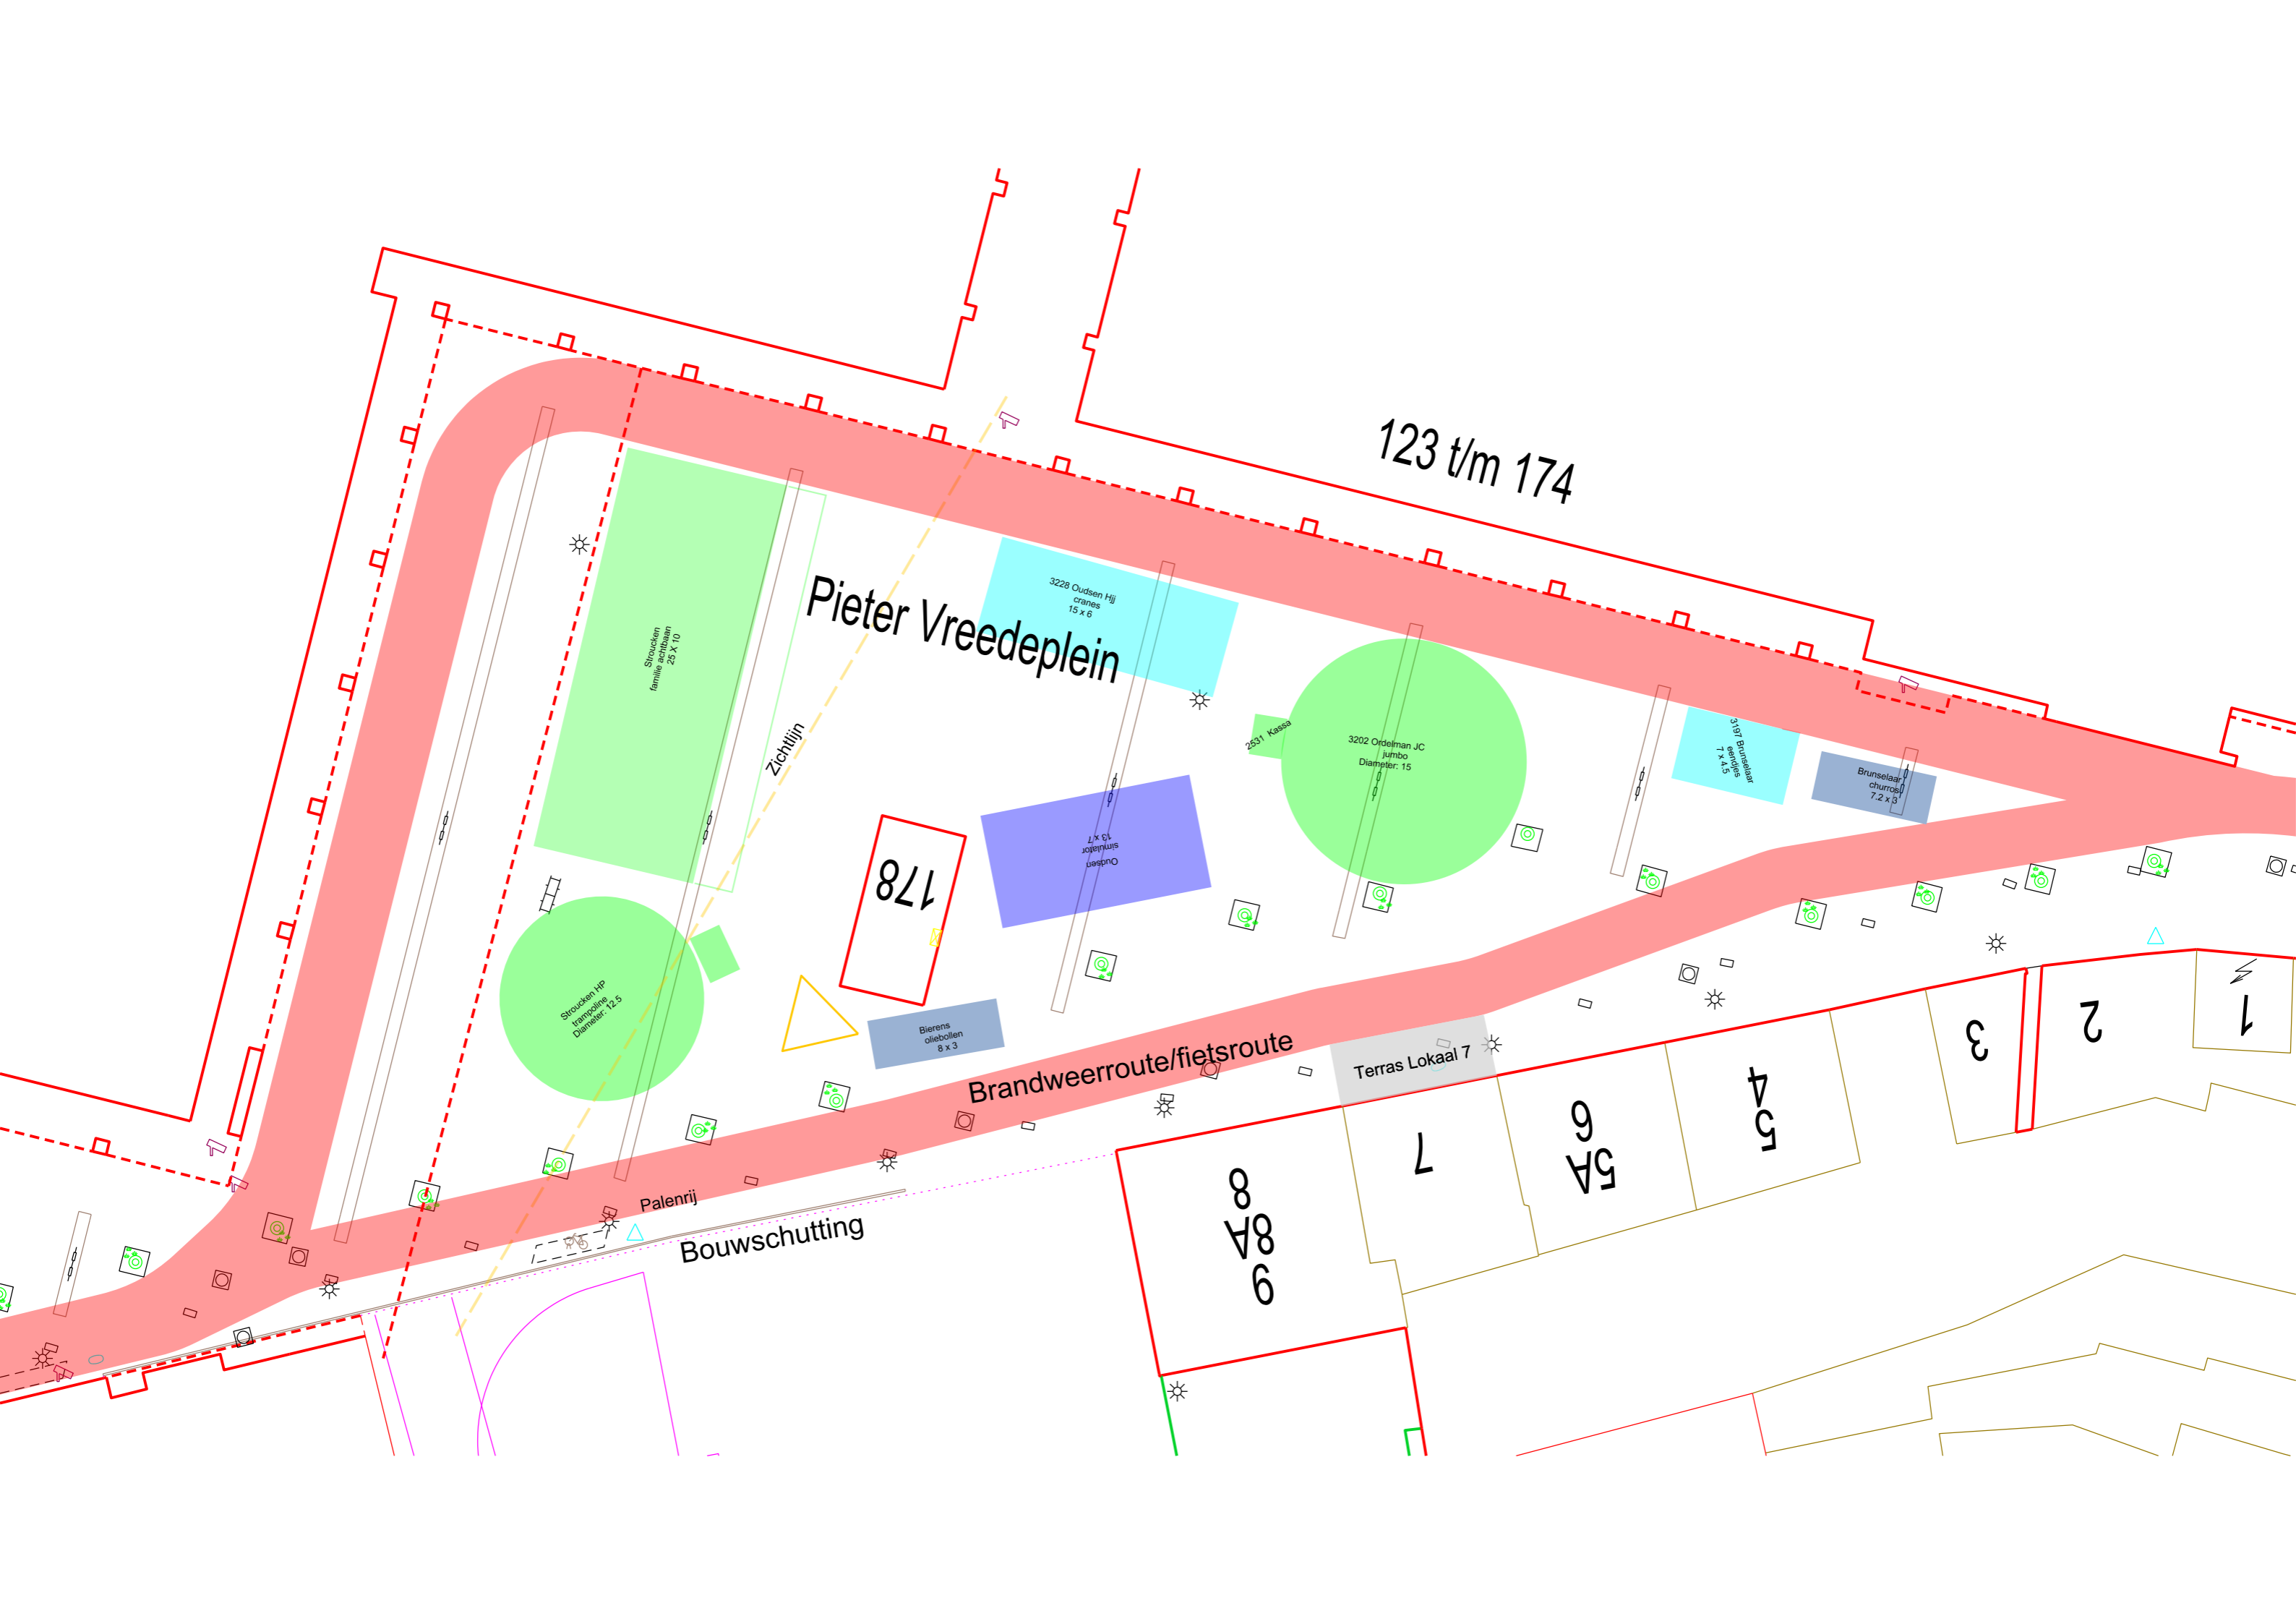 123 t/m 174
3228 Oudsen Hjj
cranes
15 x 6
Pieter Vreedeplein
Stroucken
familie achtbaan
25 X 10
Zichtlijn
2531 Kassa
3202 Ordelman JC
jumbo
Diameter: 15
3197 Brunselaar
eendjes
7 x 4.5
Brunselaar
churros
7.2 x 3
Oudsen
simulator
13 x 7
178
Stroucken HP
trampoline
Diameter: 12.5
Bierens
oliebollen
8 x 3
Brandweerroute/fietsroute
Terras Lokaal 7
Palenrij
Bouwschutting
1
2
3
4
5
6
5A
7
8
8A
9